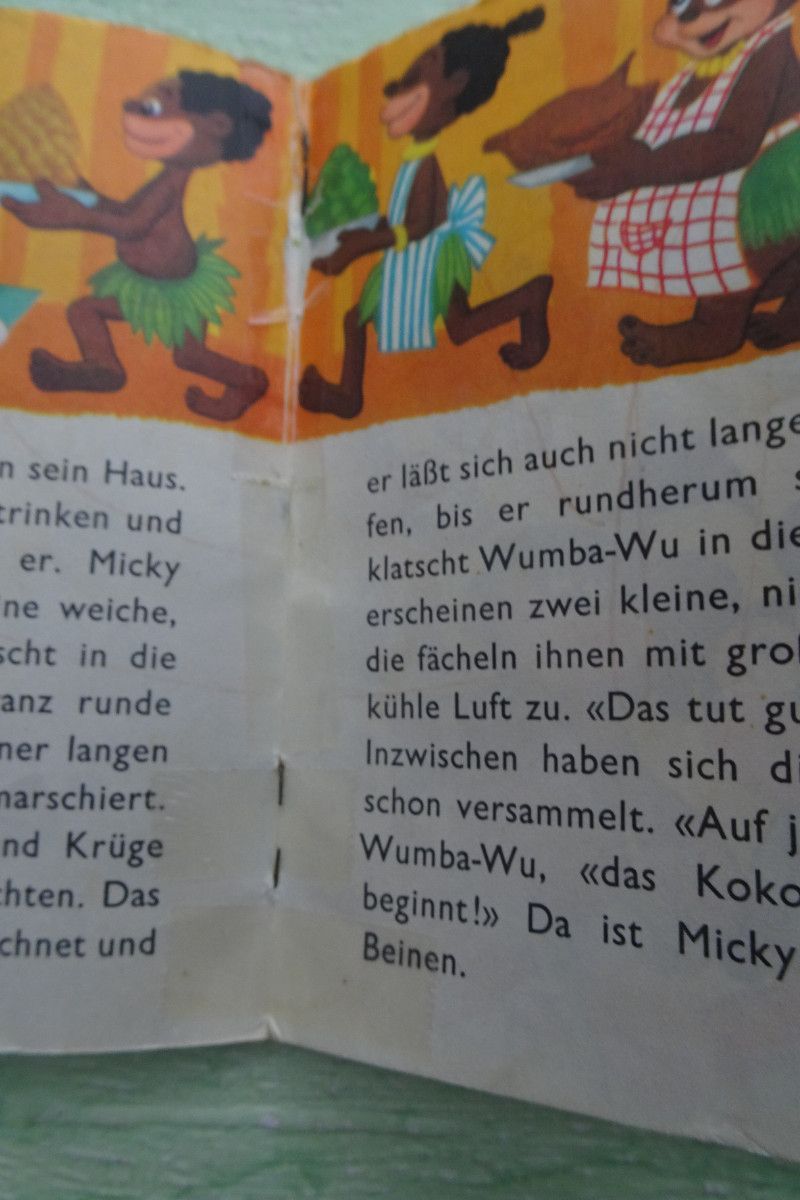 n sein Haus.
trinken und
er. Micky
ne weiche,
scht in die
anz runde
ner langen
marschiert.
nd Krüge
chten. Das
chnet und
er läßt sich auch nicht lange
fen, bis er rundherum s
klatscht Wumba-Wu in die
erscheinen zwei kleine, ni
die fächeln ihnen mit gro
kühle Luft zu. «Das tut gu
Inzwischen haben sich di
schon versammelt. «Auf j
Wumba-Wu, «das Koko
beginnt!» Da ist Micky
Beinen.